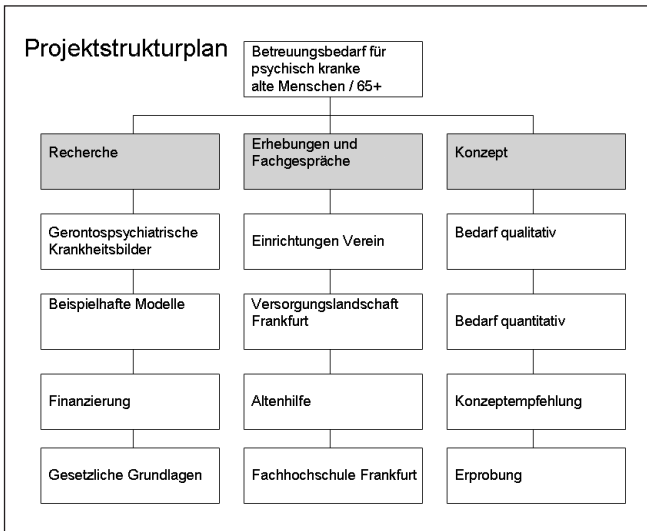 Projektstrukturplan
Betreuungsbedarf für
psychisch kranke
alte Menschen / 65+
Recherche
Erhebungen und
Fachgespräche
Konzept
Gerontospsychiatrische
Krankheitsbilder
Einrichtungen Verein
Bedarf qualitativ
Beispielhafte Modelle
Versorgungslandschaft
Frankfurt
Bedarf quantitativ
Finanzierung
Altenhilfe
Konzeptempfehlung
Gesetzliche Grundlagen
Fachhochschule Frankfurt
Erprobung